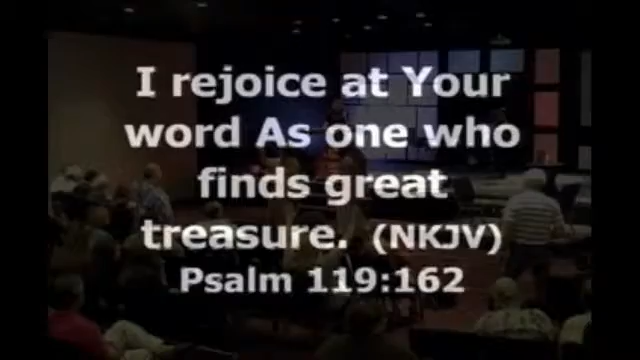 I rejoice at Your
word As one who
finds great
treasure. (NKJV)
Psalm 119:162